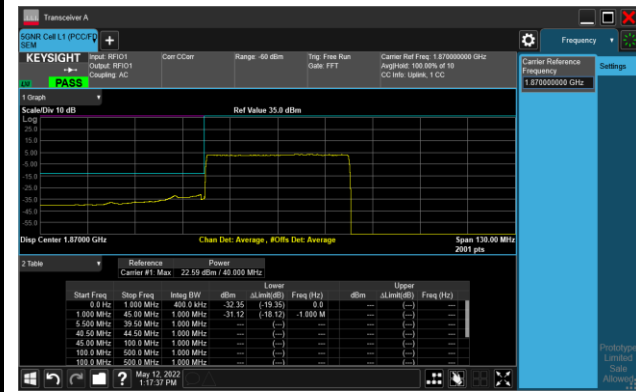 Transceiver A
5GNR Cell L1 (PCC/FD
SEM
Frequency
KEYSIGHT Input: RFIO1 Corr CCorr Range: -60 dBm Trig: Free Run Carrier Ref Freq: 1.870000000 GHz
Output: RFIO1 Gate: FFT Avg|Hold: 100.00% of 10
Coupling: AC CC Info: Uplink, 1 CC
PASS
Carrier Reference Frequency
1.870000000 GHz
Settings
1 Graph
Scale/Div 10 dB Ref Value 35.0 dBm
Log
25.0
15.0
5.00
-5.00
-15.0
-25.0
-35.0
-45.0
-55.0
Disp Center 1.87000 GHz Chan Det: Average , #Offs Det: Average Span 130.00 MHz
2001 pts
2 Table Reference Power
Carrier #1: Max 22.59 dBm / 40.000 MHz
Lower Upper
Start Freq Stop Freq Integ BW dBm ΔLimit(dB) Freq (Hz) dBm ΔLimit(dB) Freq (Hz)
0.0 Hz 1.000 MHz 400.0 kHz -32.35 (-19.35) 0.0 --- (---) ---
1.000 MHz 45.00 MHz 1.000 MHz -31.12 (-18.12) -1.000 M --- (---) ---
5.500 MHz 39.50 MHz 1.000 MHz --- (---) --- --- (---) ---
40.50 MHz 44.50 MHz 1.000 MHz --- (---) --- --- (---) ---
45.00 MHz 100.0 MHz 1.000 MHz --- (---) --- --- (---) ---
100.0 MHz 500.0 MHz 1.000 MHz --- (---) --- --- (---) ---
100.0 MHz 500.0 MHz 1.000 MHz --- (---) --- --- (---) ---
May 12, 2022
1:17:37 PM
Prototype
Limited
Sale
Allowed